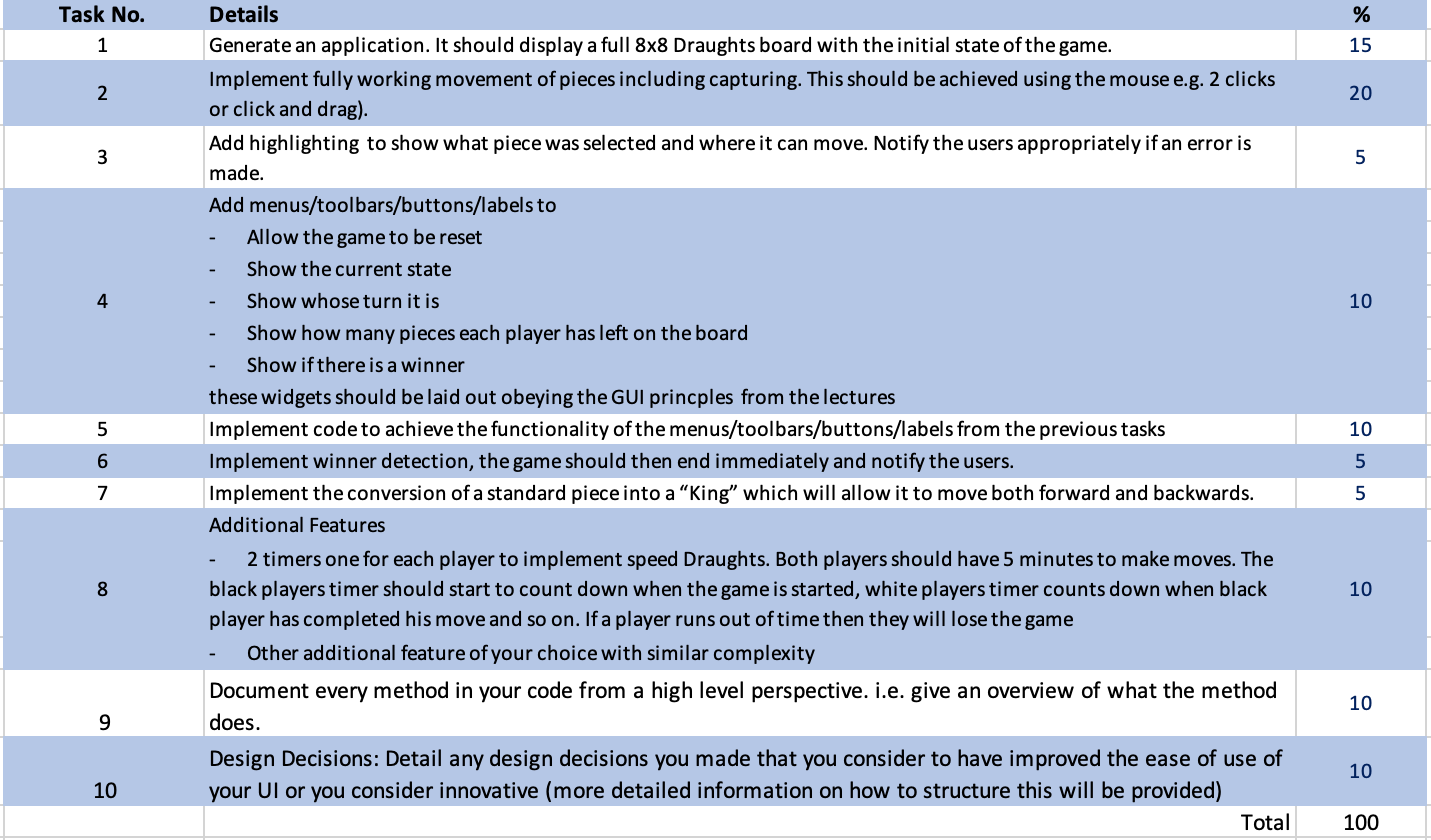 Task No. Details %
1 Generate an application. It should display a full 8x8 Draughts board with the initial state of the game. 15
Implement fully working movement of pieces including capturing. This should be achieved using the mouse e.g. 2 clicks
2 or click and drag). 20
Add highlighting to show what piece was selected and where it can move. Notify the users appropriately if an error is
3 made. 5
Add menus/toolbars/buttons/labels to
- Allow the game to be reset
- Show the current state
4 - Show whose turn it is 10
- Show how many pieces each player has left on the board
- Show if there is a winner
these widgets should be laid out obeying the GUI princples from the lectures
5 Implement code to achieve the functionality of the menus/toolbars/buttons/labels from the previous tasks 10
6 Implement winner detection, the game should then end immediately and notify the users. 5
7 Implement the conversion of a standard piece into a “King” which will allow it to move both forward and backwards. 5
Additional Features
- 2 timers one for each player to implement speed Draughts. Both players should have 5 minutes to make moves. The
8 black players timer should start to count down when the game is started, white players timer counts down when black 10
player has completed his move and so on. If a player runs out of time then they will lose the game
- Other additional feature of your choice with similar complexity
Document every method in your code from a high level perspective. i.e. give an overview of what the method
9 does. 10
Design Decisions: Detail any design decisions you made that you consider to have improved the ease of use of
10 your UI or you consider innovative (more detailed information on how to structure this will be provided) 10
Total 100